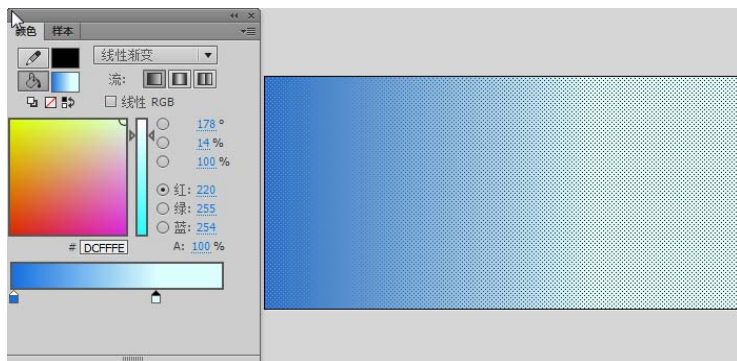 颜色 样本
线性渐变
流:
线性 RGB
178 °
14 %
100 %
红: 220
绿: 255
蓝: 254
# DCFFFE A: 100 %